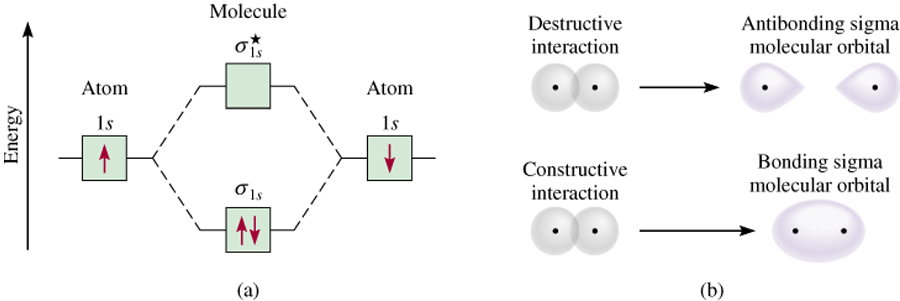 Molecule
σ★1s
Atom
Atom
1s
1s
Energy
σ1s
(a)
Destructive
interaction
Antibonding sigma
molecular orbital
Constructive
interaction
Bonding sigma
molecular orbital
(b)